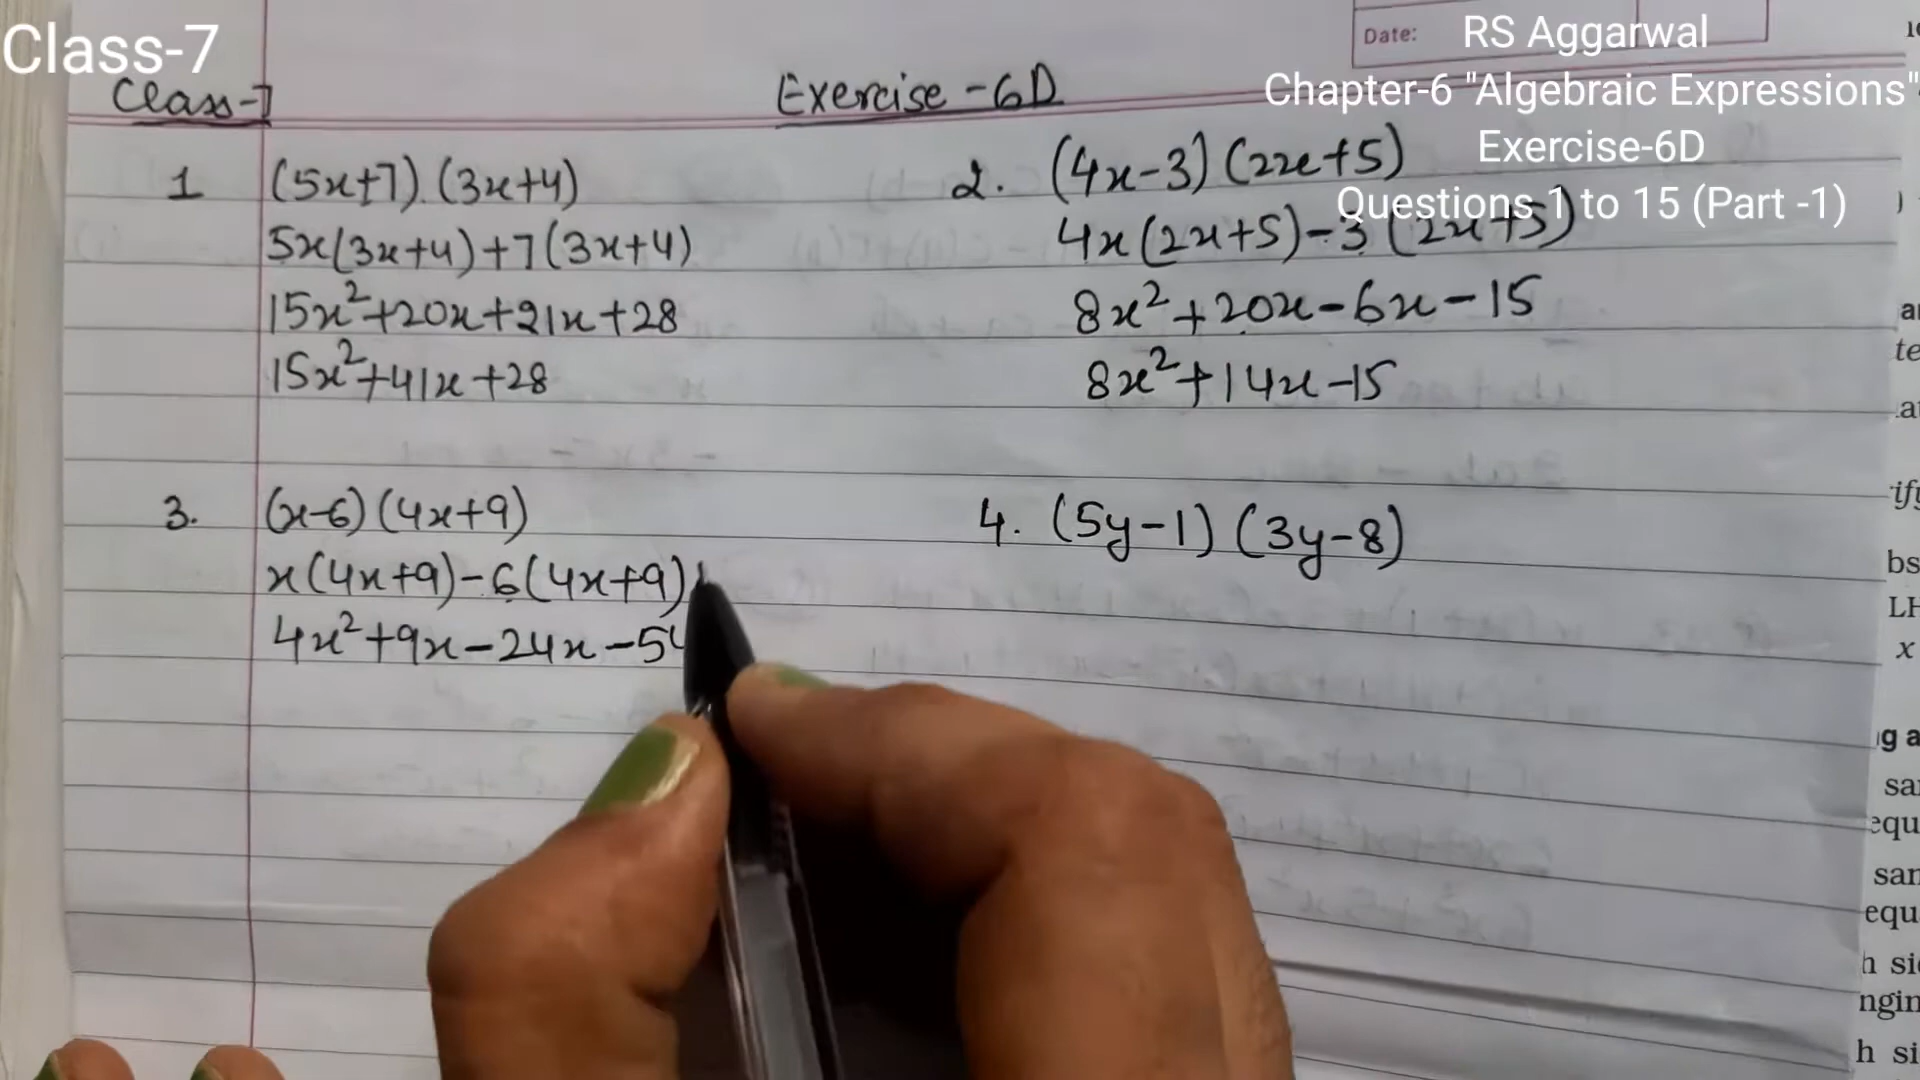 Class-7
Date:
RS Aggarwal
Chapter-6 "Algebraic Expressions"
Exercise-6D
Questions 1 to 15 (Part -1)
Class-7
Exercise -6D
1 (5x+7) (3x+4)
5x(3x+4)+7(3x+4)
15x²+20x+21x+28
15x²+41x+28
2. (4x-3) (2x+5)
4x(2x+5)-3(2x+5)
8x²+20x-6x-15
8x²+14x-15
3. (x-6)(4x+9)
x(4x+9)-6(4x+9)
4x²+9x-24x-54
4. (5y-1) (3y-8)
LH
x
g a
equ
equ